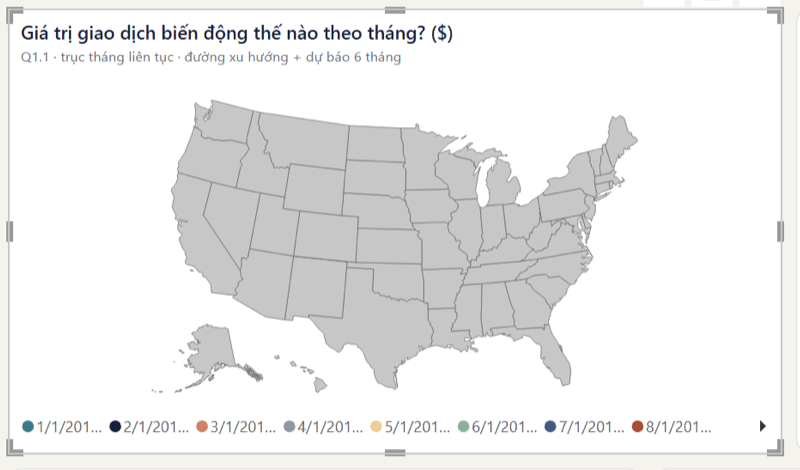 Giá trị giao dịch biến động thế nào theo tháng? ($)
Q1.1 · trục tháng liên tục · đường xu hướng + dự báo 6 tháng
1/1/201... 2/1/201... 3/1/201... 4/1/201... 5/1/201... 6/1/201... 7/1/201... 8/1/201...